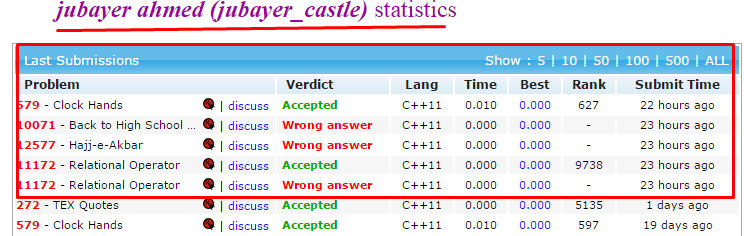 jubayer ahmed (jubayer_castle) statistics
Last Submissions Show : 5 | 10 | 50 | 100 | 500 | ALL
Problem Verdict Lang Time Best Rank Submit Time
579 - Clock Hands | discuss Accepted C++11 0.010 0.000 627 22 hours ago
10071 - Back to High School ... | discuss Wrong answer C++11 0.000 0.000 - 23 hours ago
12577 - Hajj-e-Akbar | discuss Wrong answer C++11 0.000 0.000 - 23 hours ago
11172 - Relational Operator | discuss Accepted C++11 0.000 0.000 9738 23 hours ago
11172 - Relational Operator | discuss Wrong answer C++11 0.000 0.000 - 23 hours ago
272 - TEX Quotes | discuss Accepted C++11 0.000 0.000 5135 1 days ago
579 - Clock Hands | discuss Accepted C++11 0.010 0.000 597 19 days ago